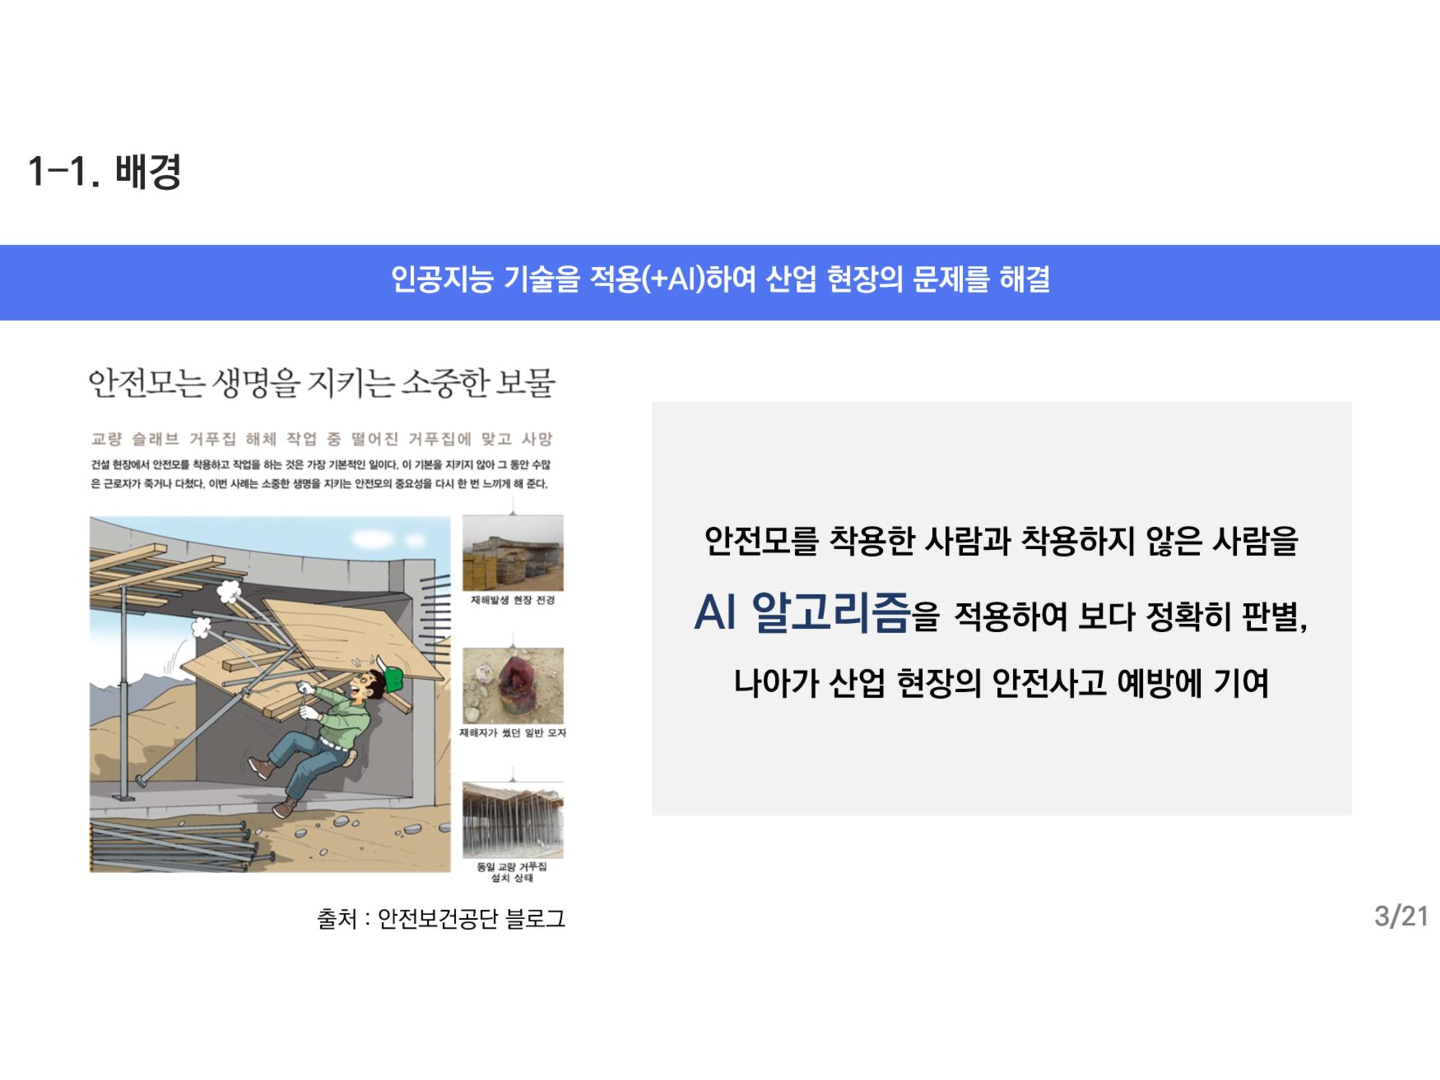 1-1. 배경
인공지능 기술을 적용(+AI)하여 산업 현장의 문제를 해결
안전모는 생명을 지키는 소중한 보물
교량 슬래브 거푸집 해체 작업 중 떨어진 거푸집에 맞고 사망
건설 현장에서 안전모를 착용하고 작업을 하는 것은 가장 기본적인 일이다. 이 기본을 지키지 않아 그 동안 수많
은 근로자가 죽거나 다쳤다. 이번 사례는 소중한 생명을 지키는 안전모의 중요성을 다시 한 번 느끼게 해 준다.
재해발생 현장 전경
재해자가 썼던 일반 모자
동일 교량 거푸집
설치 상태
출처 : 안전보건공단 블로그
안전모를 착용한 사람과 착용하지 않은 사람을
AI 알고리즘을 적용하여 보다 정확히 판별,
나아가 산업 현장의 안전사고 예방에 기여
3/21